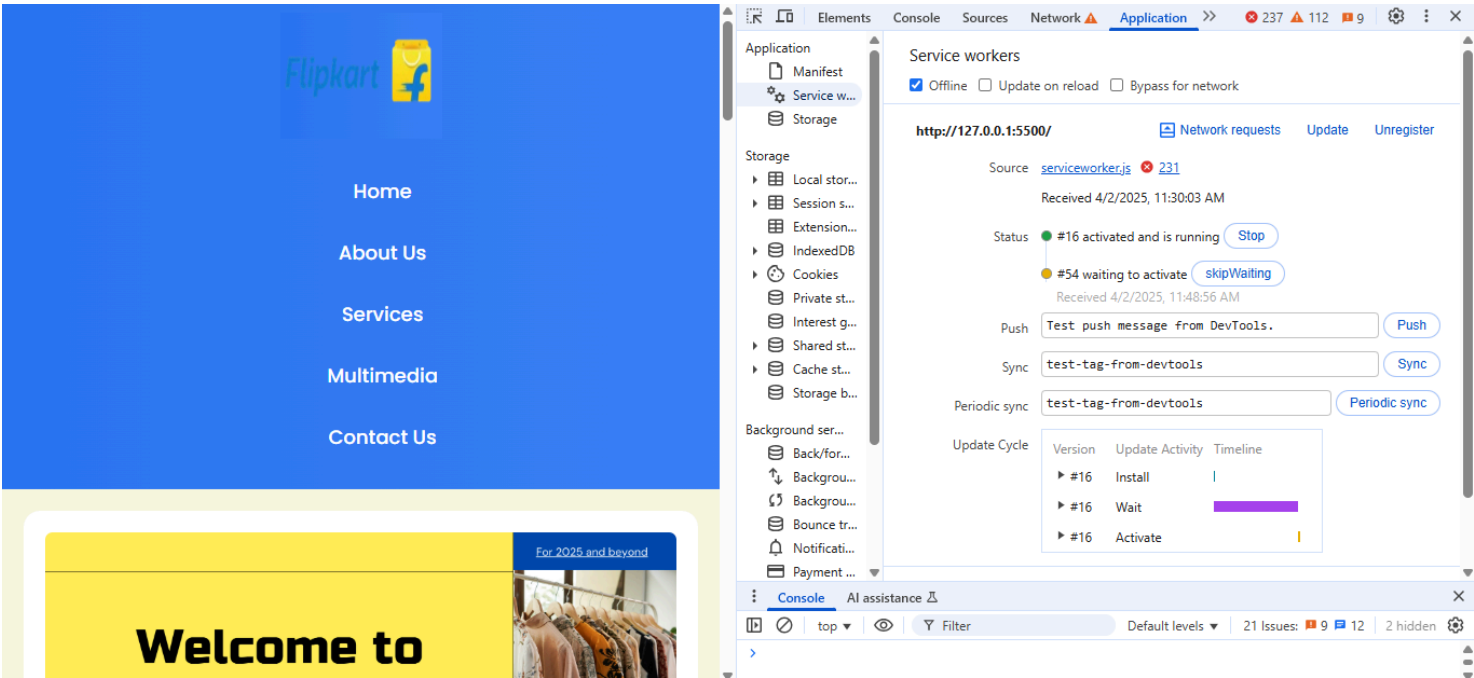 Flipkart
Home
About Us
Services
Multimedia
Contact Us
For 2025 and beyond
Welcome to
Elements Console Sources Network Application 237 112 9
Application
Manifest
Service w...
Storage
Storage
Local stor...
Session s...
Extension...
IndexedDB
Cookies
Private st...
Interest g...
Shared st...
Cache st...
Storage b...
Background ser...
Back/for...
Backgrou...
Backgrou...
Bounce tr...
Notificati...
Payment ...
Service workers
Offline Update on reload Bypass for network
http://127.0.0.1:5500/ Network requests Update Unregister
Source serviceworker.js 231
Received 4/2/2025, 11:30:03 AM
Status #16 activated and is running Stop
#54 waiting to activate skipWaiting
Received 4/2/2025, 11:48:56 AM
Push Test push message from DevTools. Push
Sync test-tag-from-devtools Sync
Periodic sync test-tag-from-devtools Periodic sync
Update Cycle Version Update Activity Timeline
#16 Install
#16 Wait
#16 Activate
Console AI assistance
top Filter Default levels 21 Issues: 9 12 2 hidden